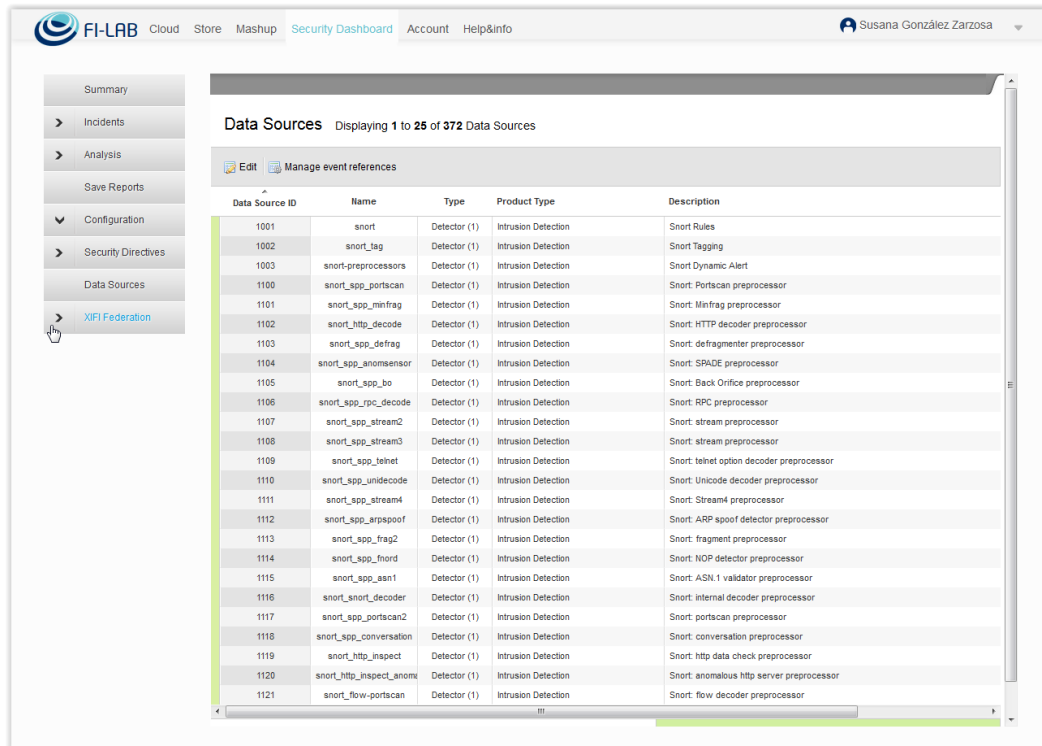 FI-LAB Cloud Store Mashup Security Dashboard Account Help&info Susana González Zarzosa
Summary
Incidents
Analysis
Save Reports
Configuration
Security Directives
Data Sources
XIFI Federation
Data Sources Displaying 1 to 25 of 372 Data Sources
Edit Manage event references
Data Source ID Name Type Product Type Description
1001 snort Detector (1) Intrusion Detection Snort Rules
1002 snort_tag Detector (1) Intrusion Detection Snort Tagging
1003 snort-preprocessors Detector (1) Intrusion Detection Snort Dynamic Alert
1100 snort_spp_portscan Detector (1) Intrusion Detection Snort: Portscan preprocessor
1101 snort_spp_minfrag Detector (1) Intrusion Detection Snort: Minfrag preprocessor
1102 snort_http_decode Detector (1) Intrusion Detection Snort: HTTP decoder preprocessor
1103 snort_spp_defrag Detector (1) Intrusion Detection Snort: defragmenter preprocessor
1104 snort_spp_anomsensor Detector (1) Intrusion Detection Snort: SPADE preprocessor
1105 snort_spp_bo Detector (1) Intrusion Detection Snort: Back Orifice preprocessor
1106 snort_spp_rpc_decode Detector (1) Intrusion Detection Snort: RPC preprocessor
1107 snort_spp_stream2 Detector (1) Intrusion Detection Snort: stream preprocessor
1108 snort_spp_stream3 Detector (1) Intrusion Detection Snort: stream preprocessor
1109 snort_spp_telnet Detector (1) Intrusion Detection Snort: telnet option decoder preprocessor
1110 snort_spp_unidecode Detector (1) Intrusion Detection Snort: Unicode decoder preprocessor
1111 snort_spp_stream4 Detector (1) Intrusion Detection Snort: Stream4 preprocessor
1112 snort_spp_arpspoof Detector (1) Intrusion Detection Snort: ARP spoof detector preprocessor
1113 snort_spp_frag2 Detector (1) Intrusion Detection Snort: fragment preprocessor
1114 snort_spp_fnord Detector (1) Intrusion Detection Snort: NOP detector preprocessor
1115 snort_spp_asn1 Detector (1) Intrusion Detection Snort: ASN.1 validator preprocessor
1116 snort_snort_decoder Detector (1) Intrusion Detection Snort: internal decoder preprocessor
1117 snort_spp_portscan2 Detector (1) Intrusion Detection Snort: portscan preprocessor
1118 snort_spp_conversation Detector (1) Intrusion Detection Snort: conversation preprocessor
1119 snort_http_inspect Detector (1) Intrusion Detection Snort: http data check preprocessor
1120 snort_http_inspect_anoma Detector (1) Intrusion Detection Snort: anomalous http server preprocessor
1121 snort_flow-portscan Detector (1) Intrusion Detection Snort: flow decoder preprocessor